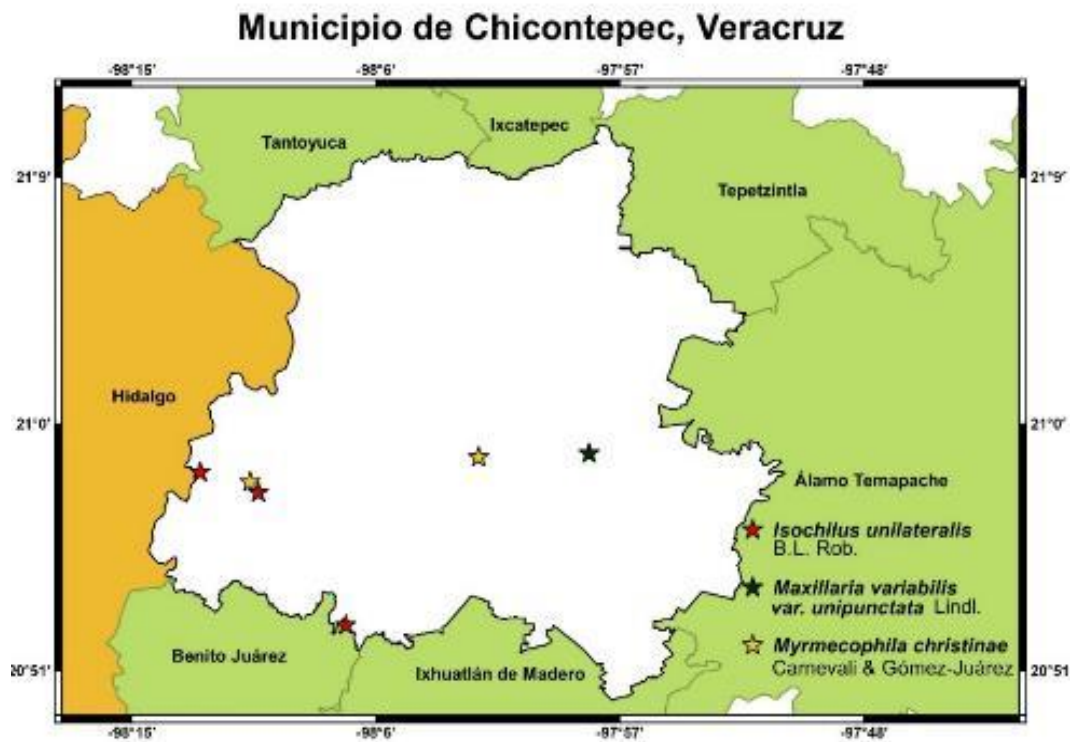 Municipio de Chicontepec, Veracruz
-98°15' -98°6' -97°57' -97°48'
Ixcatepec
Tantoyuca
21°9' 21°9'
Tepetzintla
Hidalgo
21°0' 21°0'
Álamo Temapache
Isochilus unilateralis
B.L. Rob.
Maxillaria variabilis
var. unipunctata Lindl.
Myrmecophila christinae
Carnevali & Gómez-Juárez
Benito Juárez
Ixhuatlán de Madero
20°51' 20°51'
-98°15' -98°6' -97°57' -97°48'